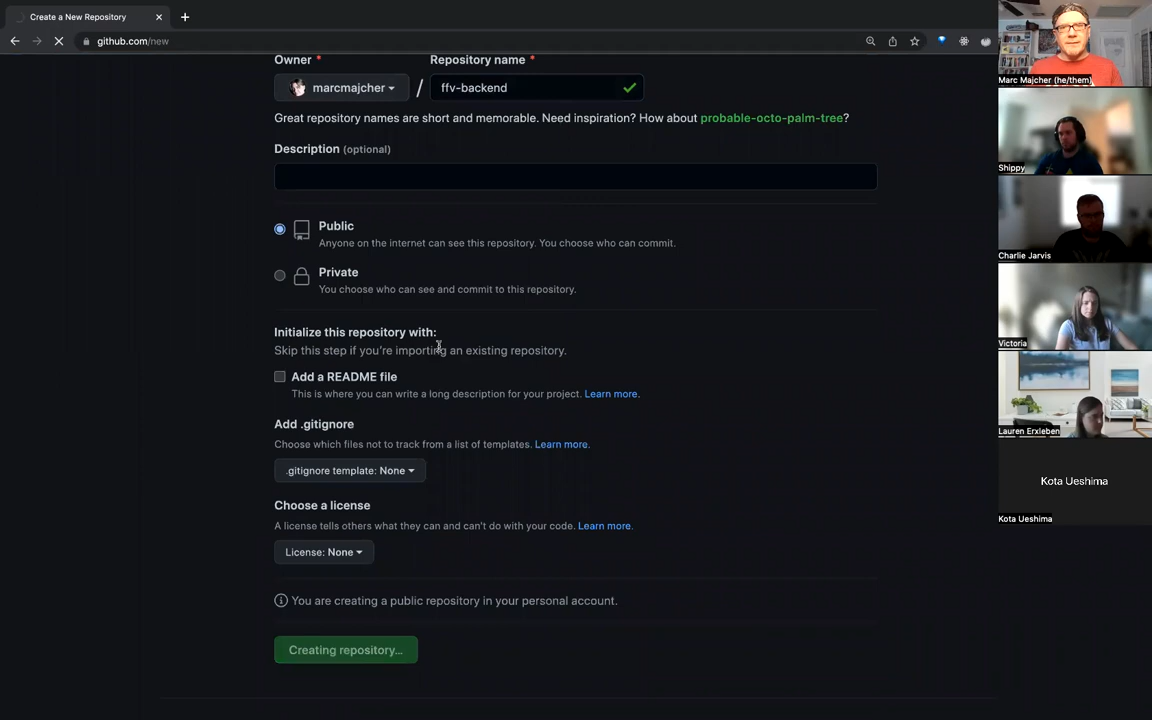 Create a New Repository
github.com/new
Owner *
Repository name *
marcmajcher
/
ffv-backend
Great repository names are short and memorable. Need inspiration? How about probable-octo-palm-tree?
Description (optional)
Public
Anyone on the internet can see this repository. You choose who can commit.
Private
You choose who can see and commit to this repository.
Initialize this repository with:
Skip this step if you're importing an existing repository.
Add a README file
This is where you can write a long description for your project. Learn more.
Add .gitignore
Choose which files not to track from a list of templates. Learn more.
.gitignore template: None
Choose a license
A license tells others what they can and can't do with your code. Learn more.
License: None
You are creating a public repository in your personal account.
Creating repository...
Marc Majcher (he/them)
Shippy
Charlie Jarvis
Victoria
Lauren Erxleben
Kota Ueshima
Kota Ueshima